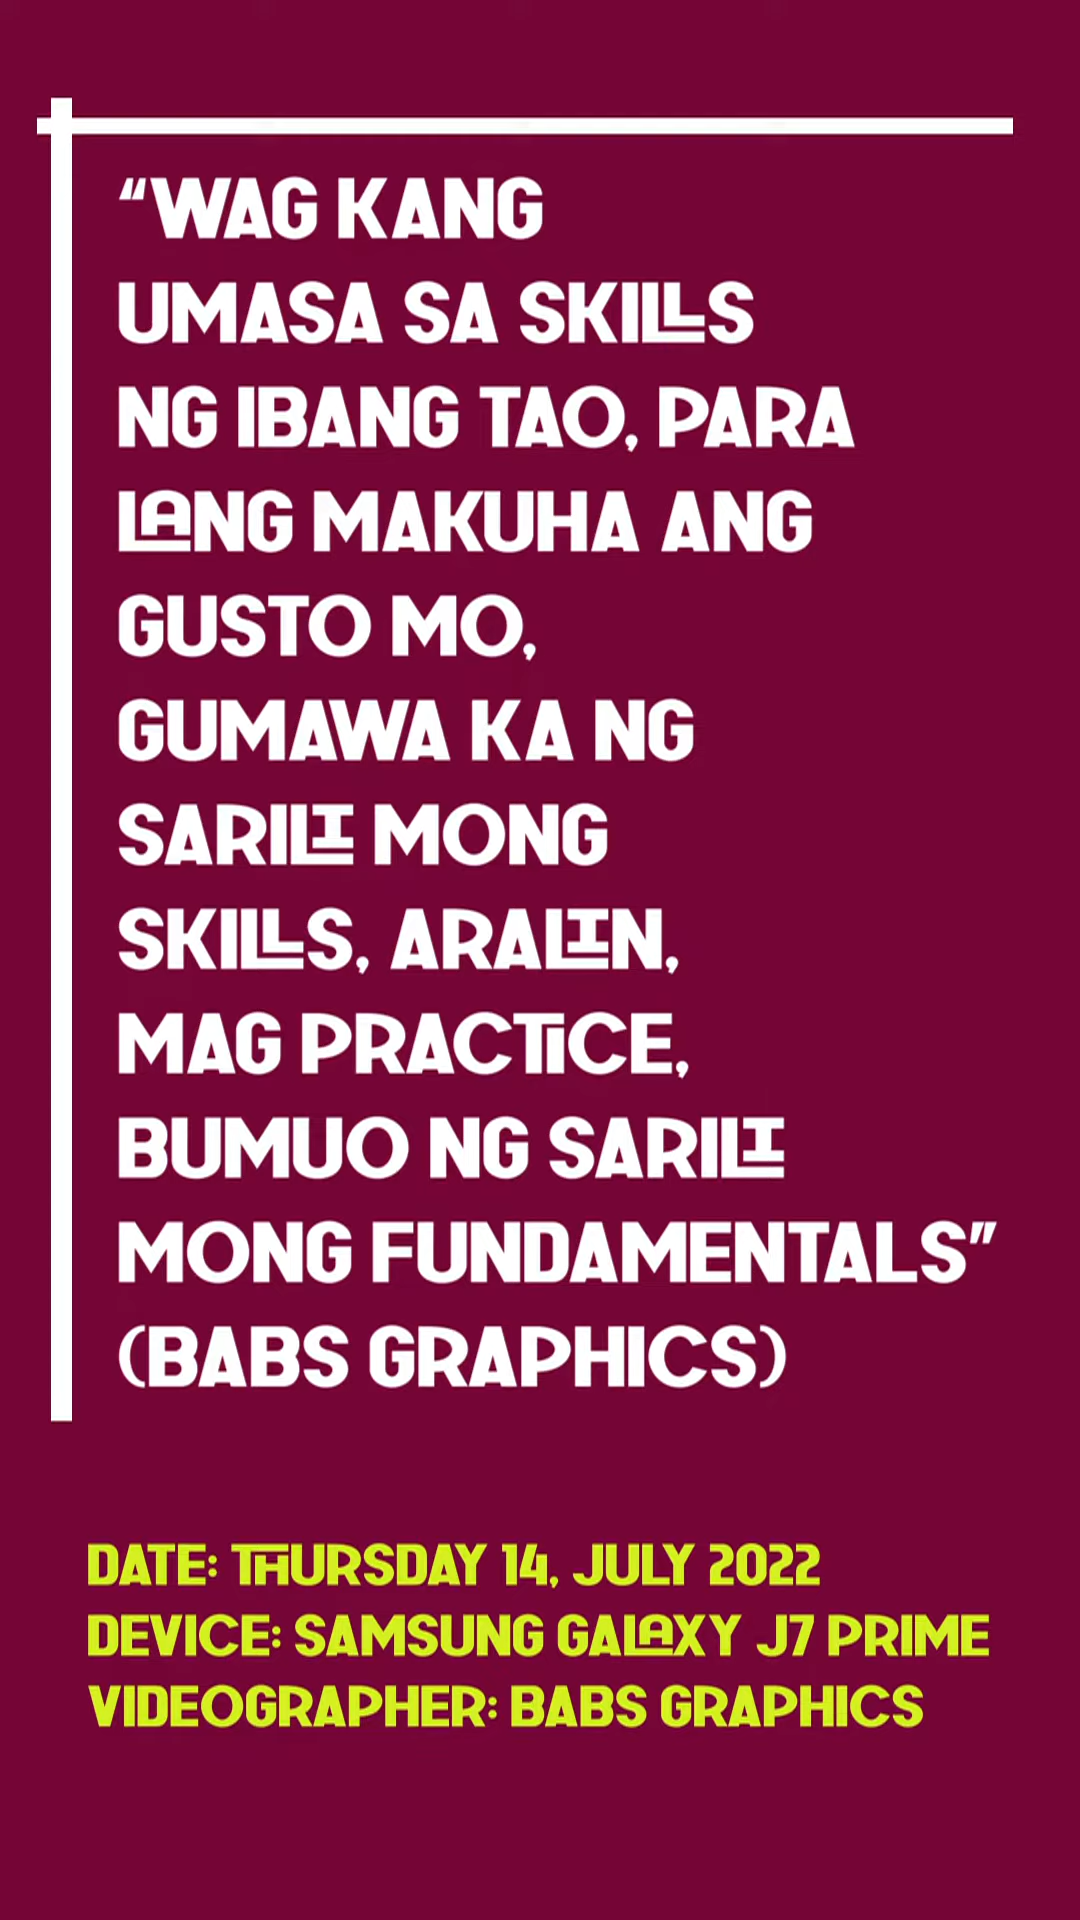 “WAG KANG
UMASA SA SKILLS
NG IBANG TAO, PARA
LANG MAKUHA ANG
GUSTO MO,
GUMAWA KA NG
SARILI MONG
SKILLS, ARALIN,
MAG PRACTICE,
BUMUO NG SARILI
MONG FUNDAMENTALS”
(BABS GRAPHICS)
DATE: THURSDAY 14, JULY 2022
DEVICE: SAMSUNG GALAXY J7 PRIME
VIDEOGRAPHER: BABS GRAPHICS